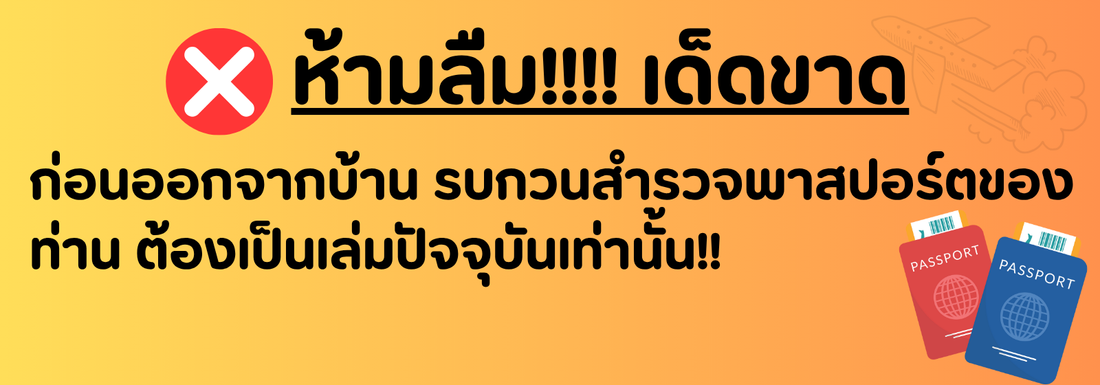 ห้ามลืม!!!! เด็ดขาด
ก่อนออกจากบ้าน รบกวนสำรวจพาสปอร์ตของ
ท่าน ต้องเป็นเล่มปัจจุบันเท่านั้น!!
PASSPORT
PASSPORT